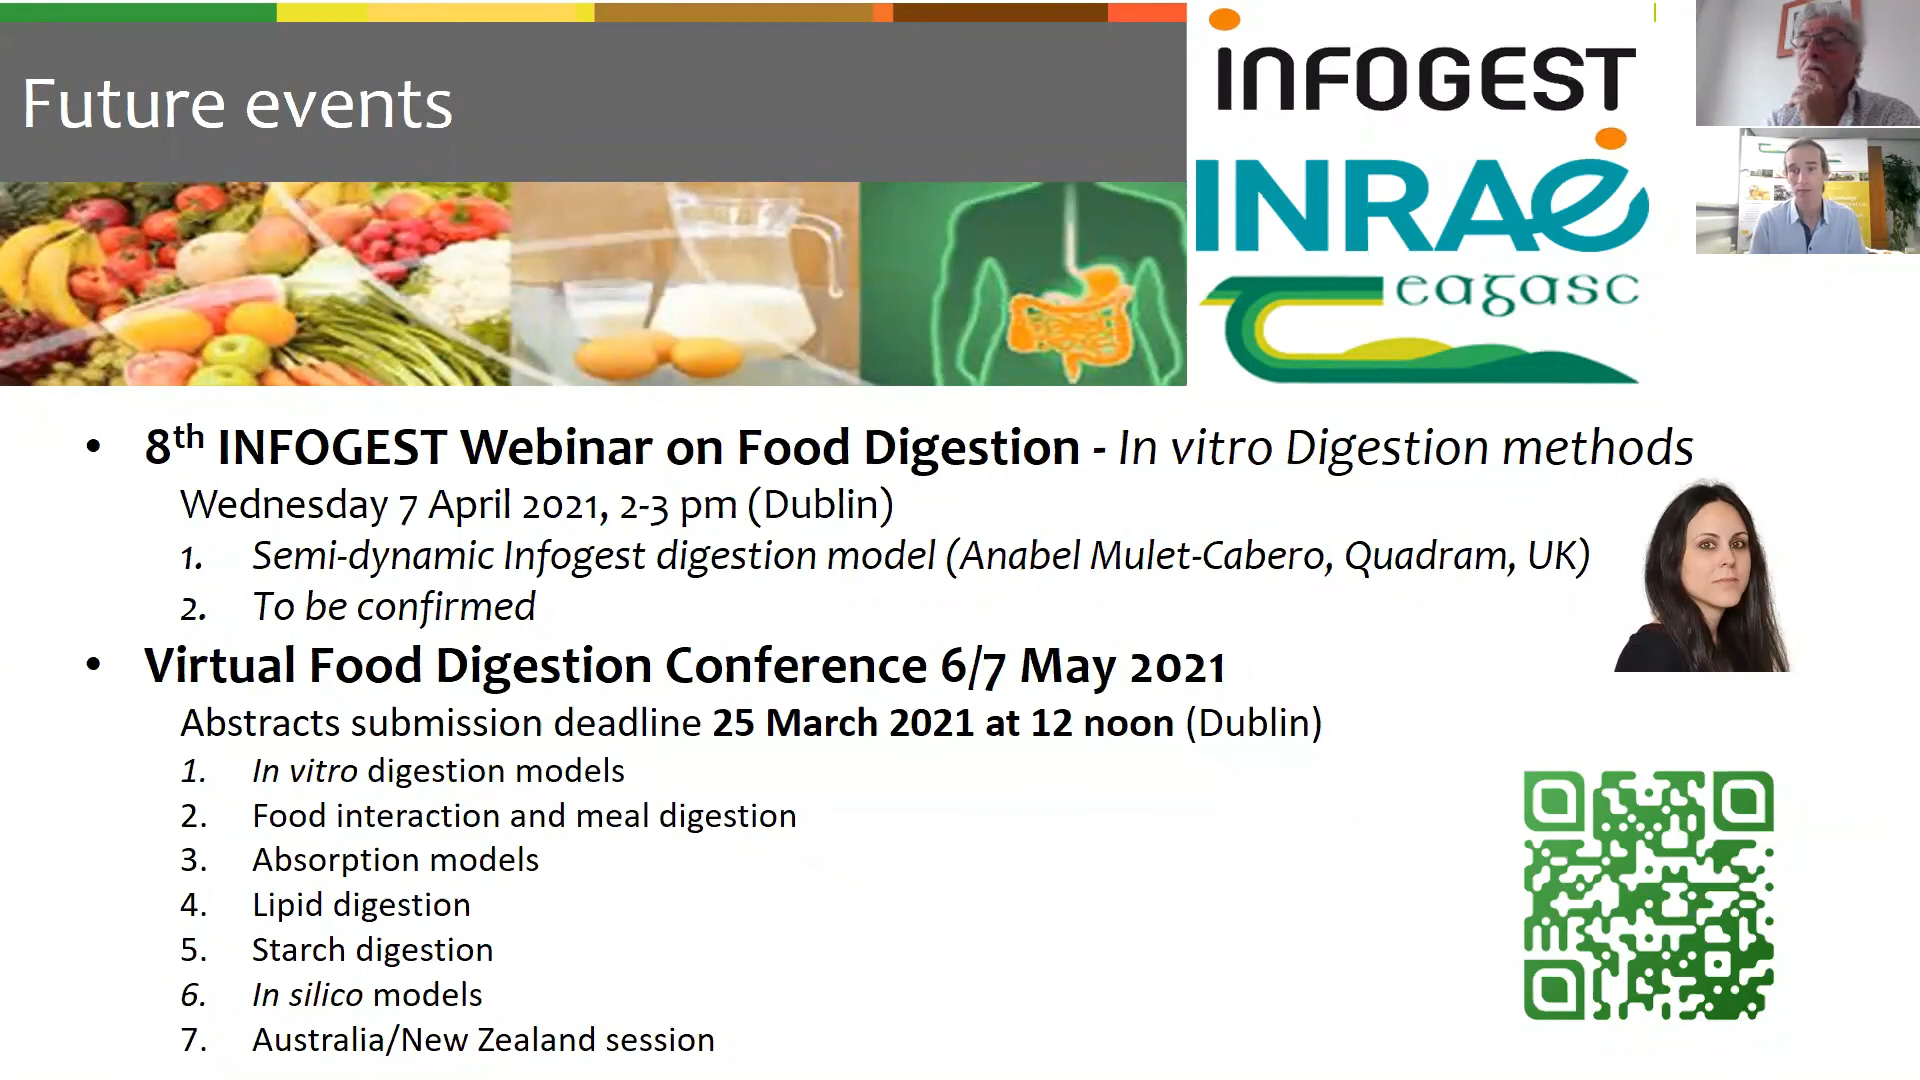 Future events
INFOGEST
INRAe
eagasc
• 8th INFOGEST Webinar on Food Digestion - In vitro Digestion methods
Wednesday 7 April 2021, 2-3 pm (Dublin)
1. Semi-dynamic Infogest digestion model (Anabel Mulet-Cabero, Quadram, UK)
2. To be confirmed
• Virtual Food Digestion Conference 6/7 May 2021
Abstracts submission deadline 25 March 2021 at 12 noon (Dublin)
1. In vitro digestion models
2. Food interaction and meal digestion
3. Absorption models
4. Lipid digestion
5. Starch digestion
6. In silico models
7. Australia/New Zealand session